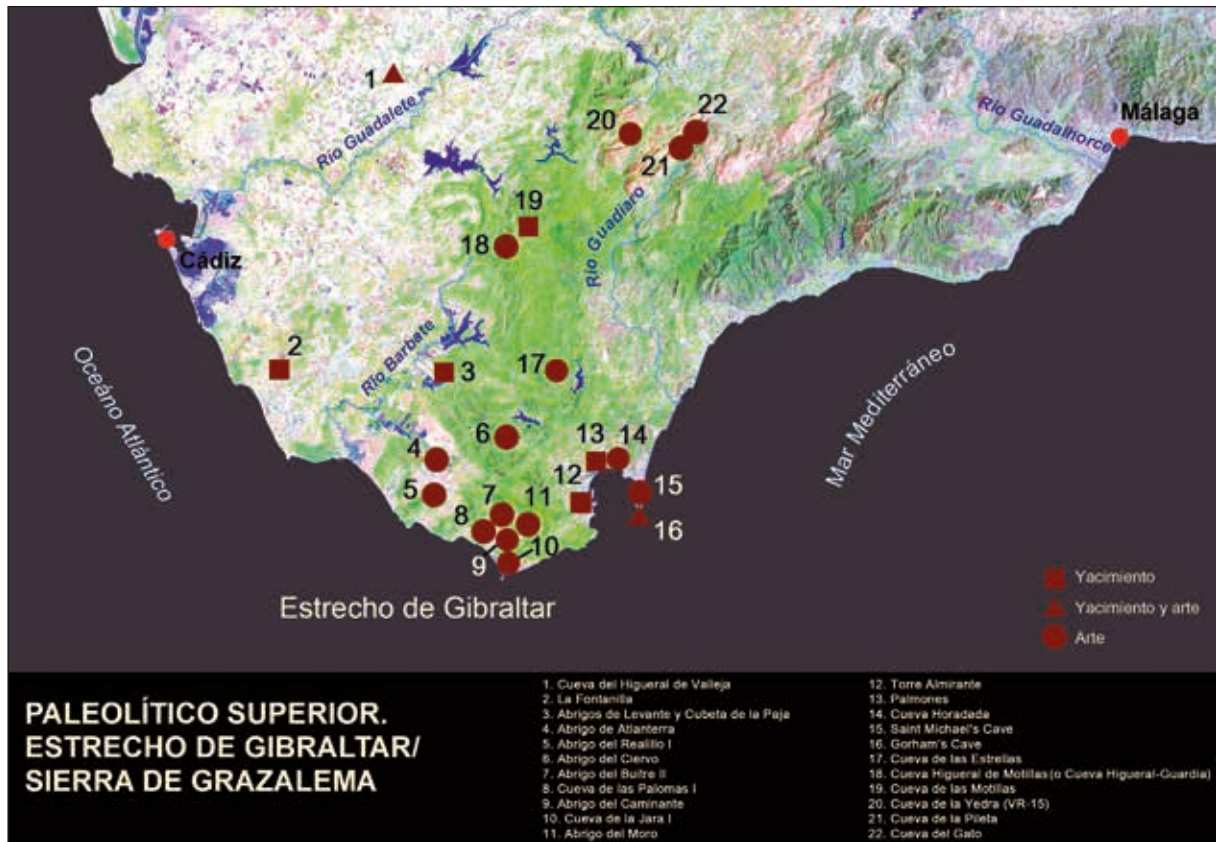 1
Río Guadalete
20
22
21
Río Guadalhorce
Málaga
19
18
Río Guadiaro
Cádiz
2
Río Barbate
3
17
Oceáno Atlántico
Mar Mediterráneo
4
6
13
14
5
12
15
7
11
8
16
9
10
Estrecho de Gibraltar
Yacimiento
Yacimiento y arte
Arte
PALEOLÍTICO SUPERIOR.
ESTRECHO DE GIBRALTAR/
SIERRA DE GRAZALEMA
1. Cueva del Higueral de Valleja
2. La Fontanilla
3. Abrigos de Levante y Cubeta de la Paja
4. Abrigo de Atlanterra
5. Abrigo del Realillo I
6. Abrigo del Ciervo
7. Abrigo del Buitre II
8. Cueva de las Palomas I
9. Abrigo del Caminante
10. Cueva de la Jara I
11. Abrigo del Moro
12. Torre Almirante
13. Palmones
14. Cueva Horadada
15. Saint Michael's Cave
16. Gorham's Cave
17. Cueva de las Estrellas
18. Cueva Higueral de Motillas(o Cueva Higueral-Guardia)
19. Cueva de las Motillas
20. Cueva de la Yedra (VR-15)
21. Cueva de la Pileta
22. Cueva del Gato